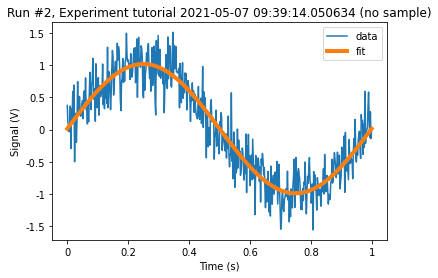 Run #2, Experiment tutorial 2021-05-07 09:39:14.050634 (no sample)
data
fit
Signal (V)
1.5
1
0.5
0
-0.5
-1
-1.5
0
0.2
0.4
0.6
0.8
1
Time (s)